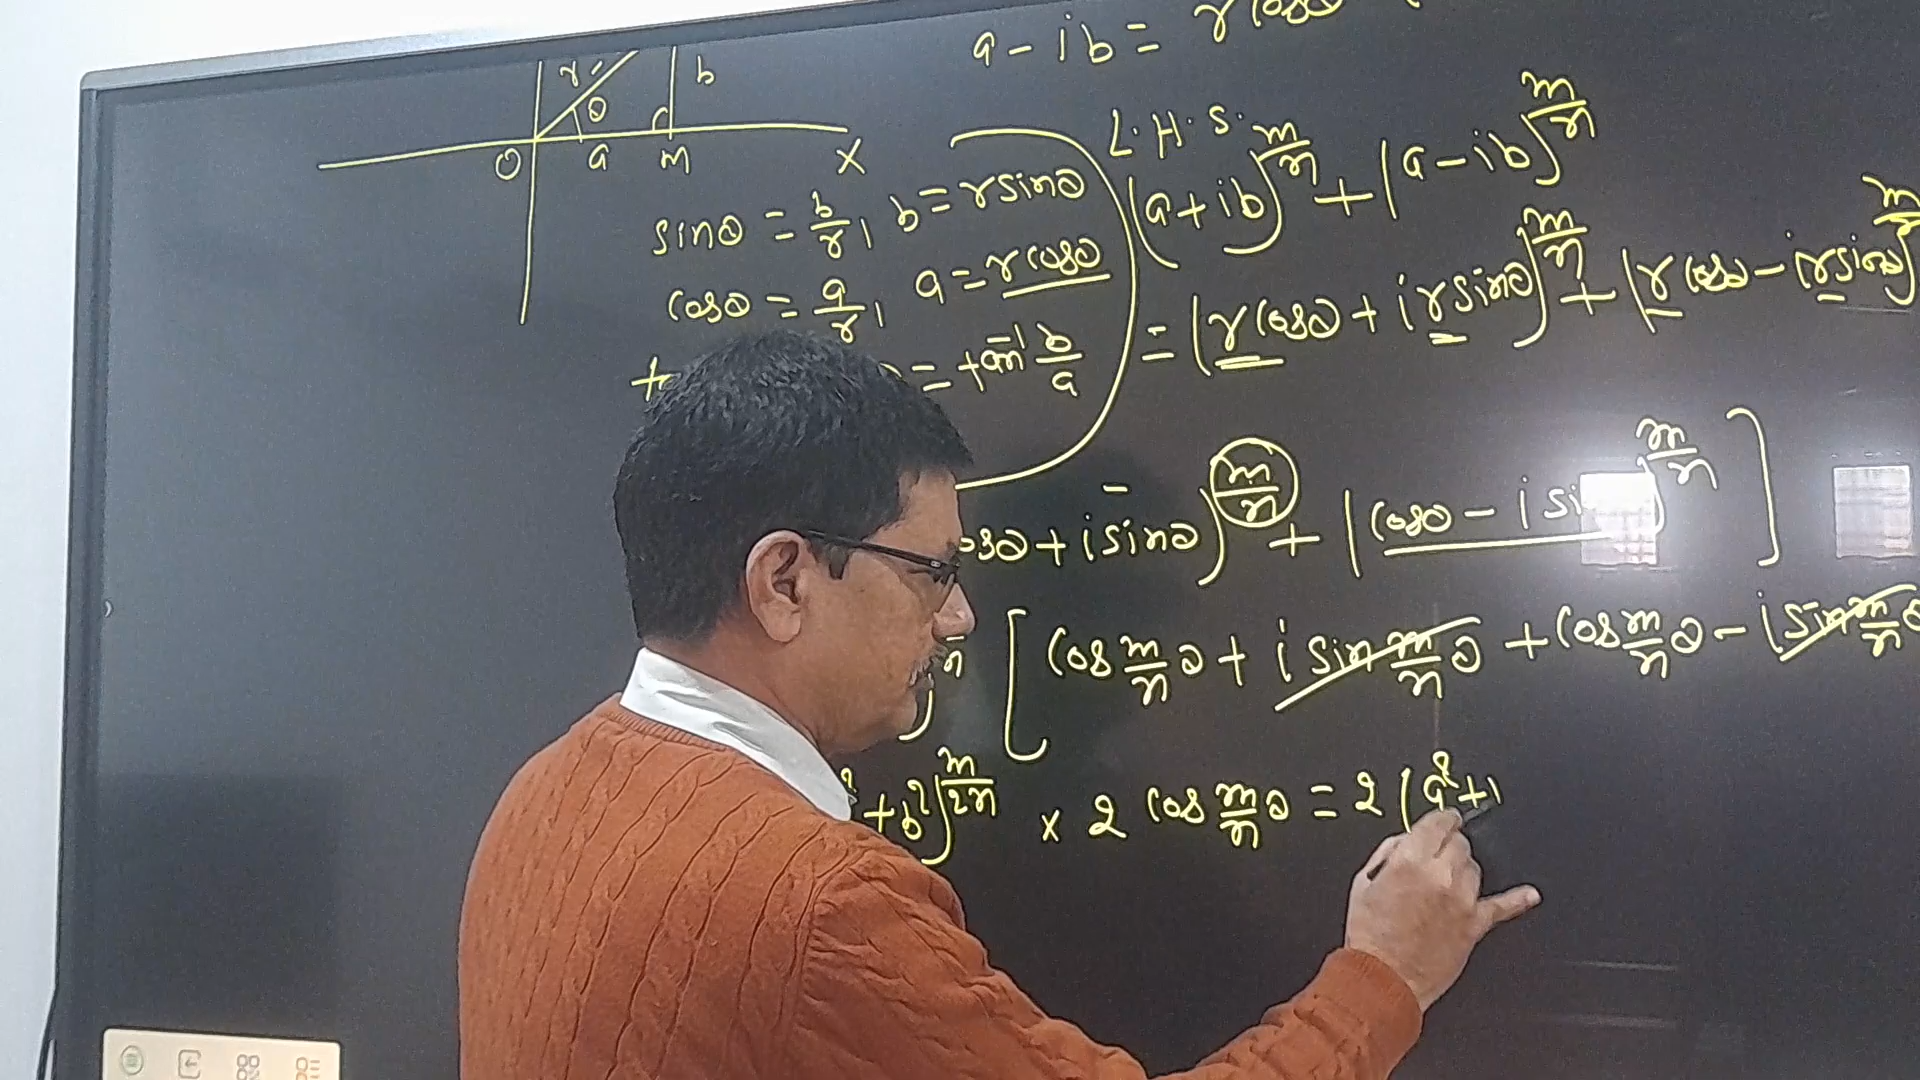 a - ib = r cosθ
r
b
θ
O a m X
sinθ = b/r, b = r sinθ
cosθ = a/r, a = r cosθ
= tan⁻¹ b/a
L.H.S.
(a + ib)^(m/n) + (a - ib)^(m/n)
= (r cosθ + i r sinθ)^(m/n) + (r cosθ - i r sinθ)^(m/n)
osθ + i sinθ)^(m/n) + (cosθ - i si)^(m/n) ]
[ cos m/n θ + i sin m/n θ + cos m/n θ - i sin m/n θ
+ b²)^(m/2n) × 2 cos m/n θ = 2 (a² +